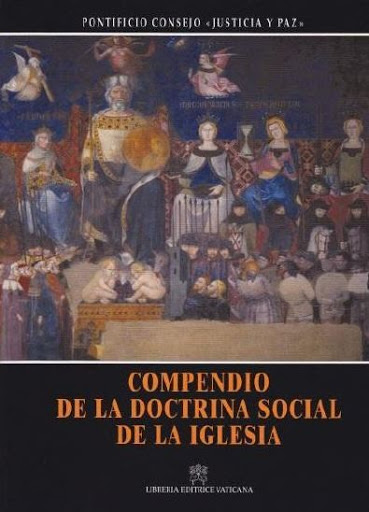 PONTIFICIO CONSEJO «JUSTICIA Y PAZ»
COMPENDIO
DE LA DOCTRINA SOCIAL
DE LA IGLESIA
LIBRERIA EDITRICE VATICANA